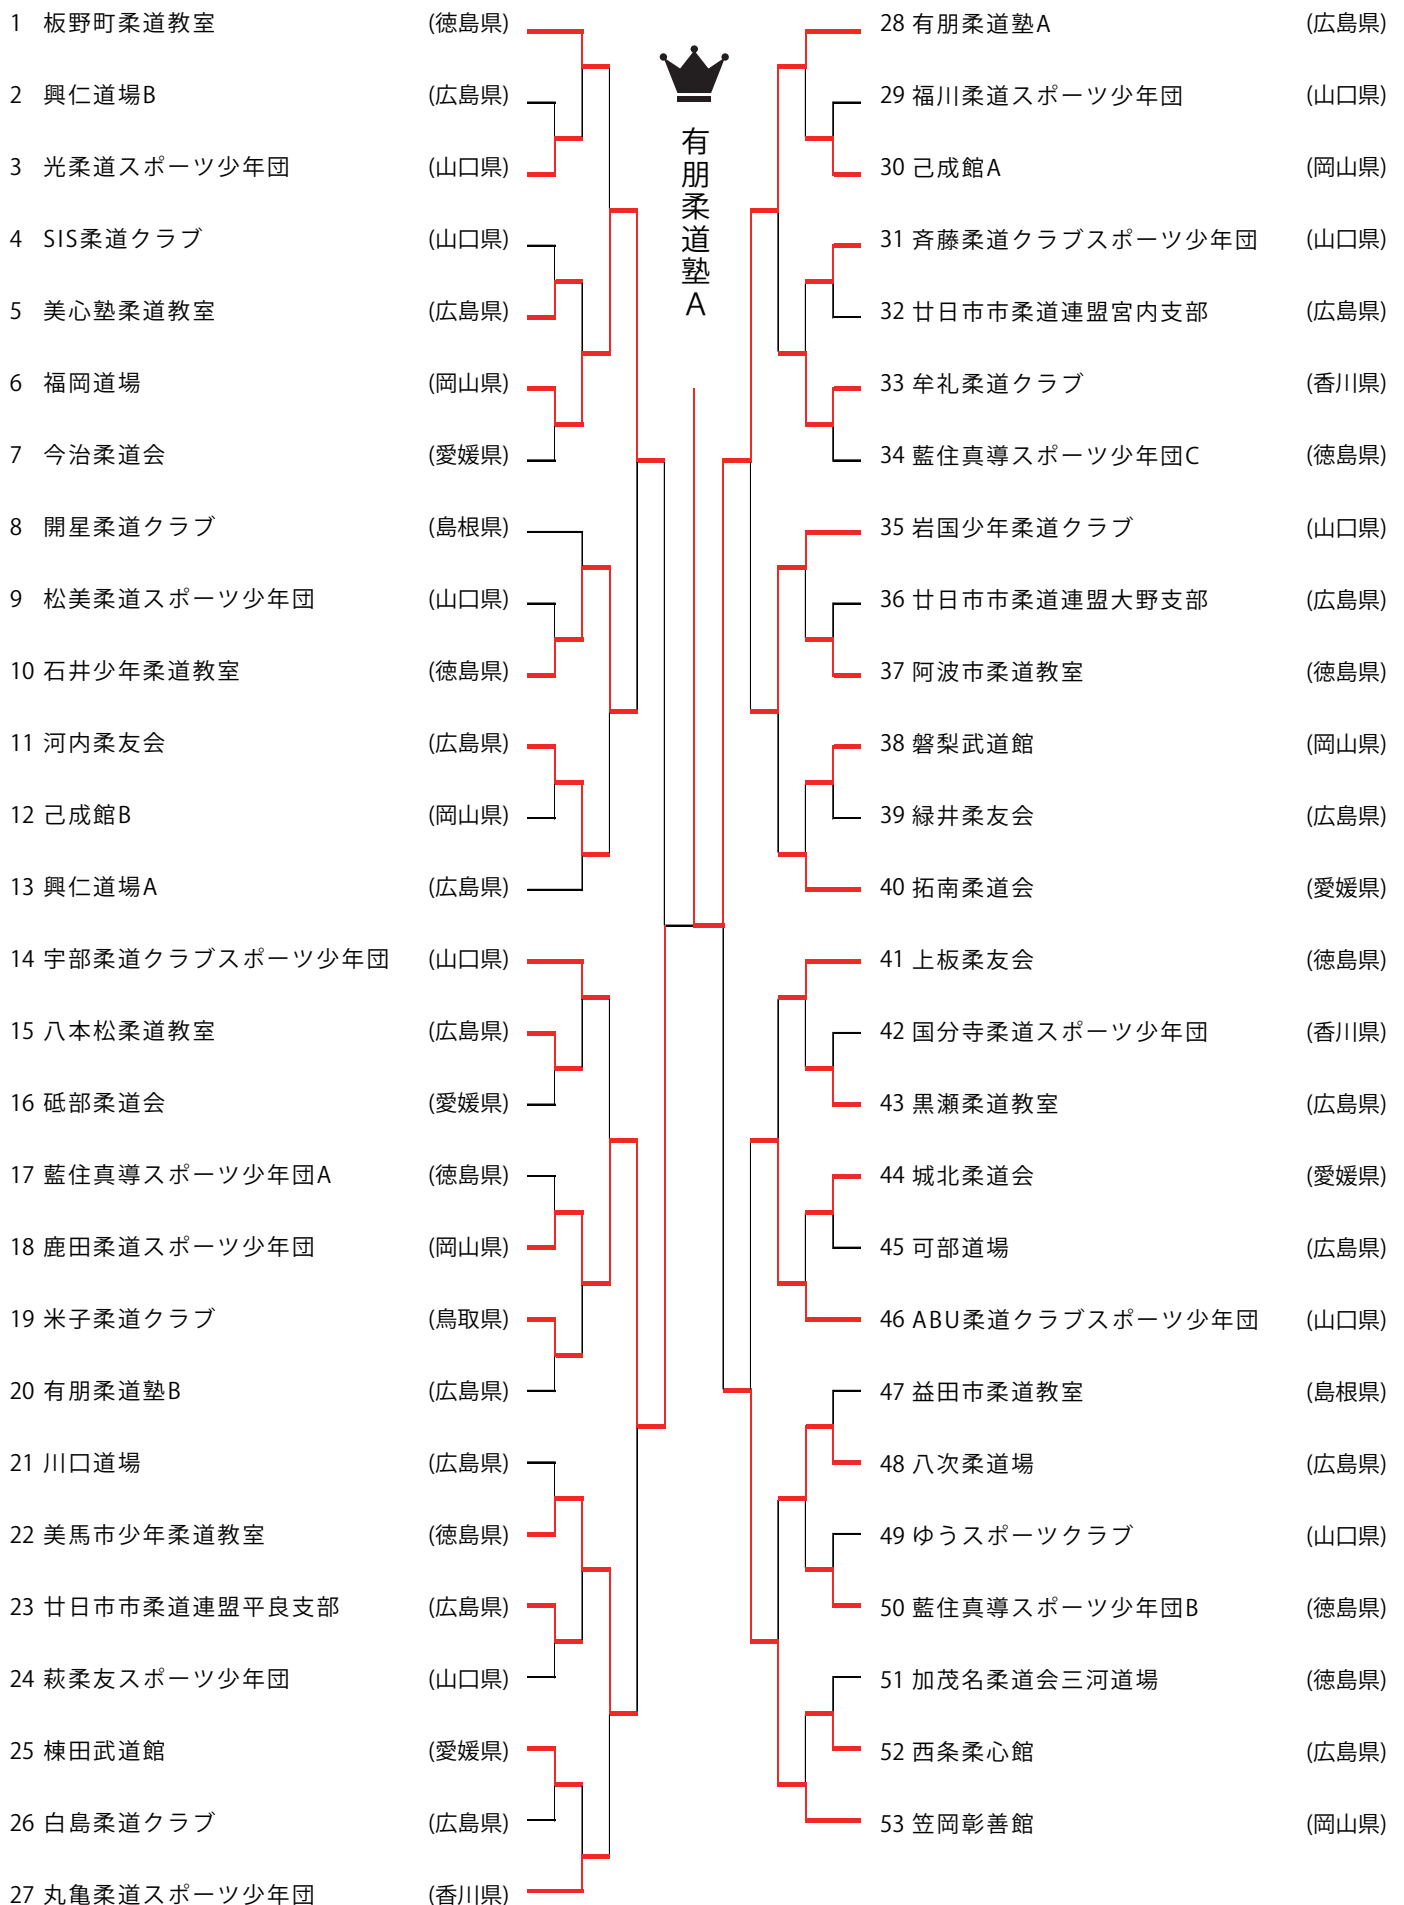 1 板野町柔道教室 (徳島県)
2 興仁道場B (広島県)
3 光柔道スポーツ少年団 (山口県)
4 SIS柔道クラブ (山口県)
5 美心塾柔道教室 (広島県)
6 福岡道場 (岡山県)
7 今治柔道会 (愛媛県)
8 開星柔道クラブ (島根県)
9 松美柔道スポーツ少年団 (山口県)
10 石井少年柔道教室 (徳島県)
11 河内柔友会 (広島県)
12 己成館B (岡山県)
13 興仁道場A (広島県)
14 宇部柔道クラブスポーツ少年団 (山口県)
15 八本松柔道教室 (広島県)
16 砥部柔道会 (愛媛県)
17 藍住真導スポーツ少年団A (徳島県)
18 鹿田柔道スポーツ少年団 (岡山県)
19 米子柔道クラブ (鳥取県)
20 有朋柔道塾B (広島県)
21 川口道場 (広島県)
22 美馬市少年柔道教室 (徳島県)
23 廿日市市柔道連盟平良支部 (広島県)
24 萩柔友スポーツ少年団 (山口県)
25 棟田武道館 (愛媛県)
26 白島柔道クラブ (広島県)
27 丸亀柔道スポーツ少年団 (香川県)
有朋柔道塾A
28 有朋柔道塾A (広島県)
29 福川柔道スポーツ少年団 (山口県)
30 己成館A (岡山県)
31 斉藤柔道クラブスポーツ少年団 (山口県)
32 廿日市市柔道連盟宮内支部 (広島県)
33 牟礼柔道クラブ (香川県)
34 藍住真導スポーツ少年団C (徳島県)
35 岩国少年柔道クラブ (山口県)
36 廿日市市柔道連盟大野支部 (広島県)
37 阿波市柔道教室 (徳島県)
38 磐梨武道館 (岡山県)
39 緑井柔友会 (広島県)
40 拓南柔道会 (愛媛県)
41 上板柔友会 (徳島県)
42 国分寺柔道スポーツ少年団 (香川県)
43 黒瀬柔道教室 (広島県)
44 城北柔道会 (愛媛県)
45 可部道場 (広島県)
46 ABU柔道クラブスポーツ少年団 (山口県)
47 益田市柔道教室 (島根県)
48 八次柔道場 (広島県)
49 ゆうスポーツクラブ (山口県)
50 藍住真導スポーツ少年団B (徳島県)
51 加茂名柔道会三河道場 (徳島県)
52 西条柔心館 (広島県)
53 笠岡彰善館 (岡山県)